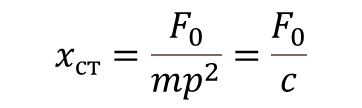 x_ст = F_0 / mp^2 = F_0 / c